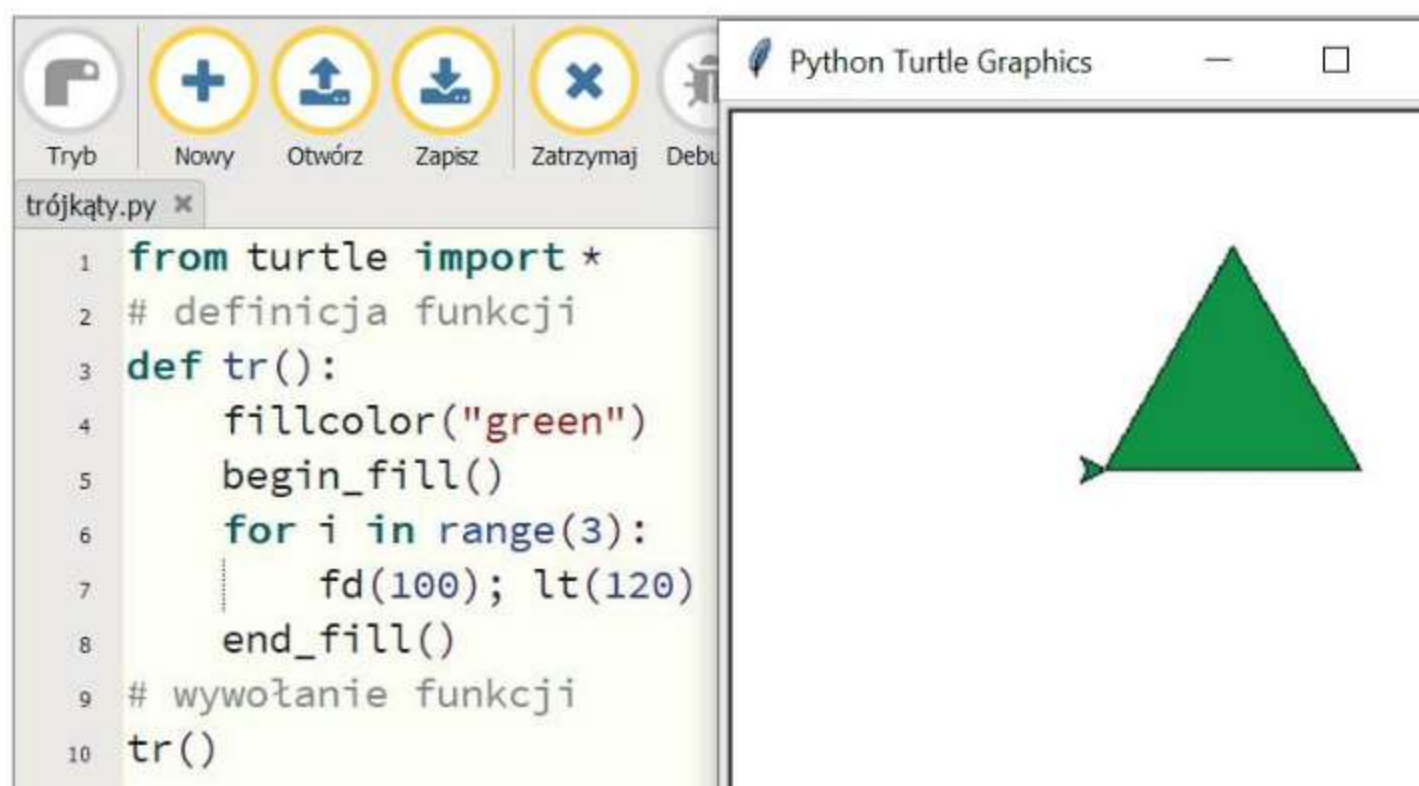 Python Turtle Graphics
Tryb Nowy Otwórz Zapisz Zatrzymaj
trójkąty.py
1 from turtle import *
2 # definicja funkcji
3 def tr():
4 fillcolor("green")
5 begin_fill()
6 for i in range(3):
7 fd(100); lt(120)
8 end_fill()
9 # wywołanie funkcji
10 tr()